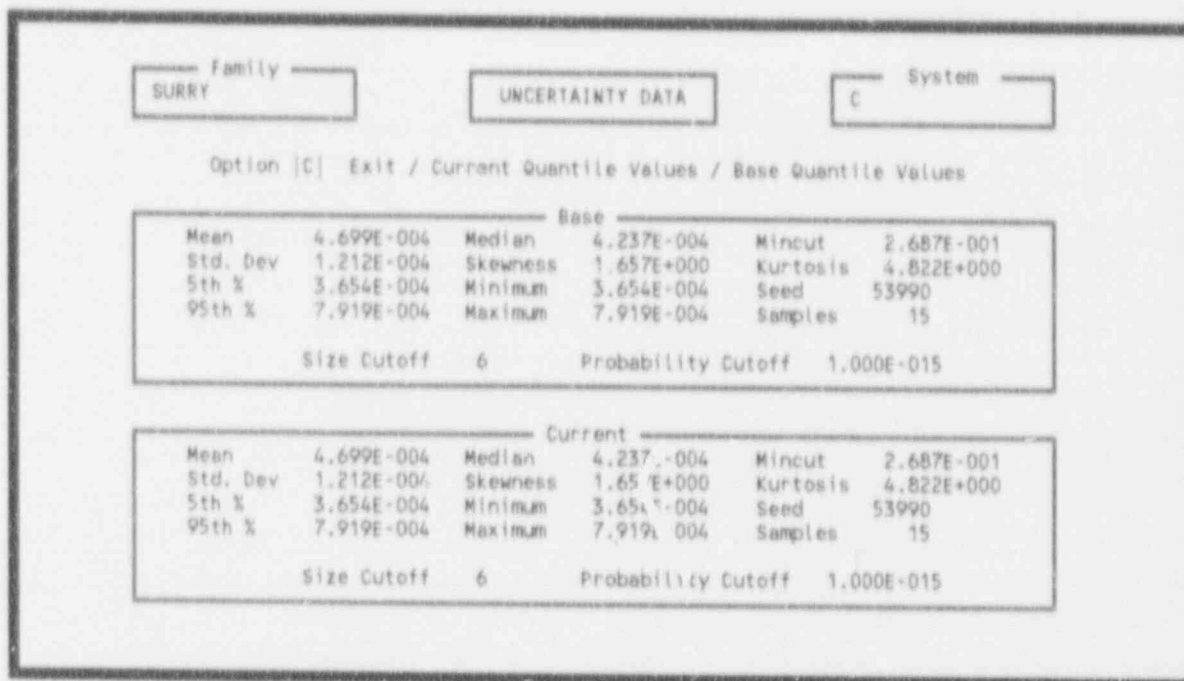 Family
SURRY
UNCERTAINTY DATA
System
C
Option |C| Exit / Current Quantile Values / Base Quantile Values
Base
Mean 4.699E-004 Median 4.237E-004 Mincut 2.687E-001
Std. Dev 1.212E-004 Skewness 1.657E+000 Kurtosis 4.822E+000
5th % 3.654E-004 Minimum 3.654E-004 Seed 53990
95th % 7.919E-004 Maximum 7.919E-004 Samples 15
Size Cutoff 6 Probability Cutoff 1.000E-015
Current
Mean 4.699E-004 Median Mincut 2.687E-001
Std. Dev Skewness Kurtosis 4.822E+000
5th % 3.654E-004 Minimum Seed 53990
95th % 7.919E-004 Maximum Samples 15
Size Cutoff 6 Probability Cutoff 1.000E-015